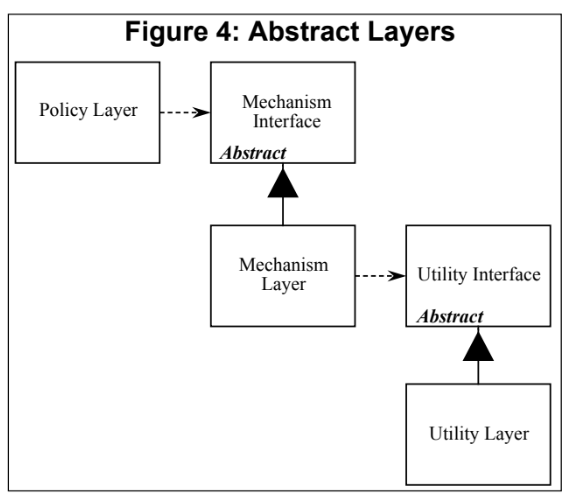 Figure 4: Abstract Layers
Policy Layer
Mechanism
Interface
Abstract
Mechanism
Layer
Utility Interface
Abstract
Utility Layer